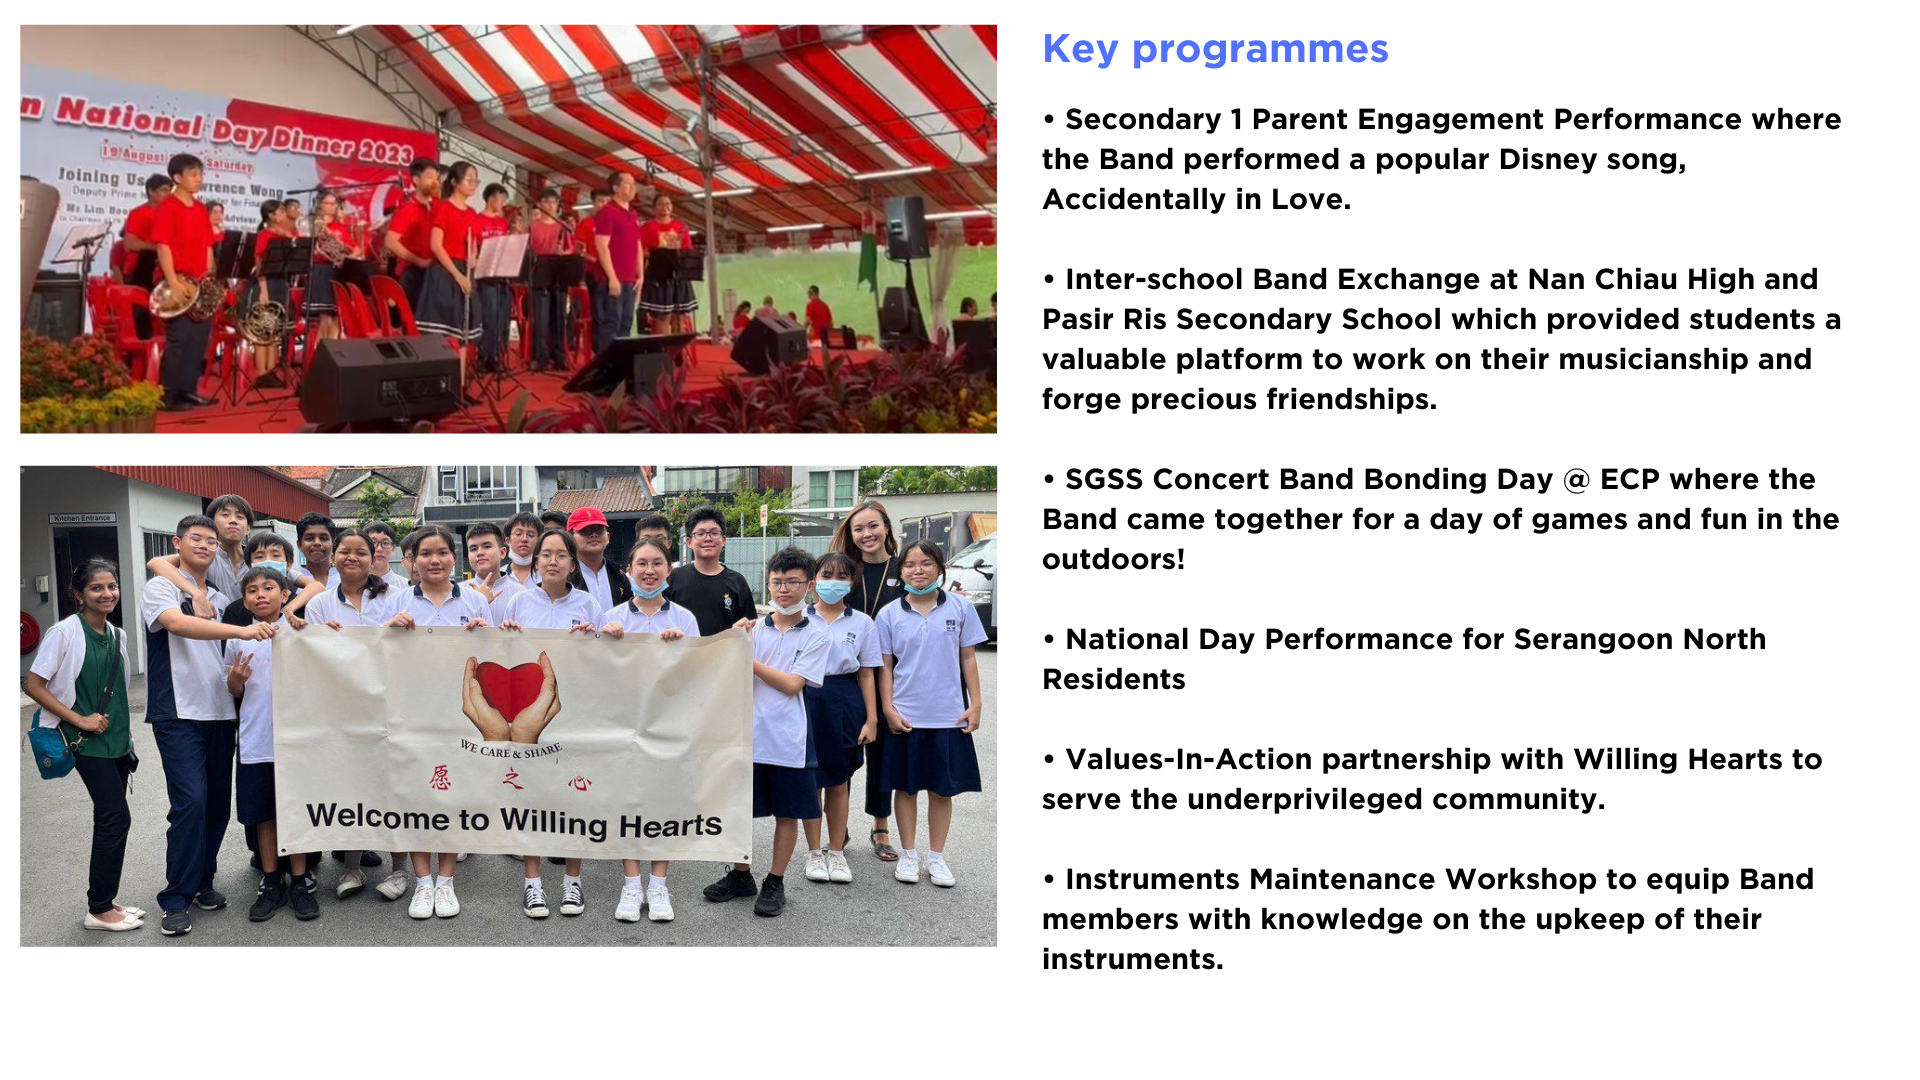 n National Day Dinner 2023
19 August
Saturday
Joining Us
wrence Wong
Deputy Prime
Mr Lim
Kitchen Entrance
WE CARE & SHARE
愿 之 心
Welcome to Willing Hearts
Key programmes
• Secondary 1 Parent Engagement Performance where
the Band performed a popular Disney song,
Accidentally in Love.
• Inter-school Band Exchange at Nan Chiau High and
Pasir Ris Secondary School which provided students a
valuable platform to work on their musicianship and
forge precious friendships.
• SGSS Concert Band Bonding Day @ ECP where the
Band came together for a day of games and fun in the
outdoors!
• National Day Performance for Serangoon North
Residents
• Values-In-Action partnership with Willing Hearts to
serve the underprivileged community.
• Instruments Maintenance Workshop to equip Band
members with knowledge on the upkeep of their
instruments.